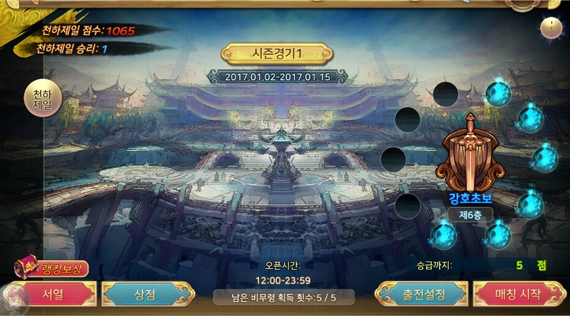 천하제일 점수: 1065
천하제일 승리: 1
시즌경기1
2017.01.02-2017.01.15
천하
제일
강호초보
제6층
랭킹보상
오픈시간:
12:00-23:59
승급까지: 5 점
서열
상점
남은 비무령 획득 횟수: 5 / 5
출전설정
매칭 시작